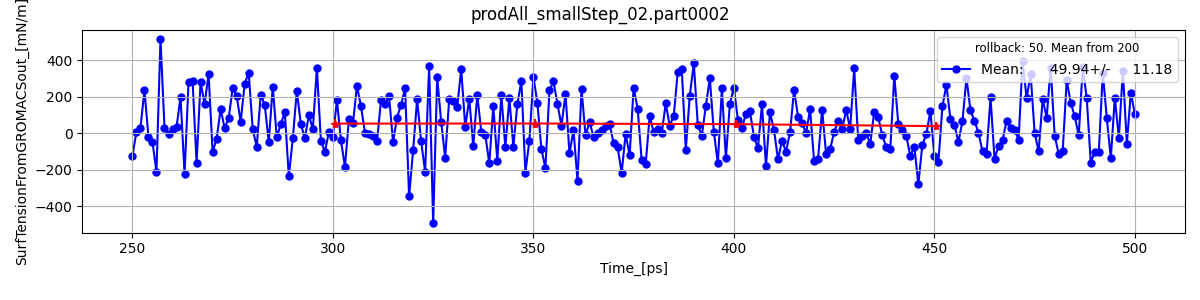 prodAll_smallStep_02.part0002
SurfTensionFromGROMACSout_[mN/m]
400
200
0
−200
−400
rollback: 50. Mean from 200
Mean: 49.94+/- 11.18
250
300
350
400
450
500
Time_[ps]